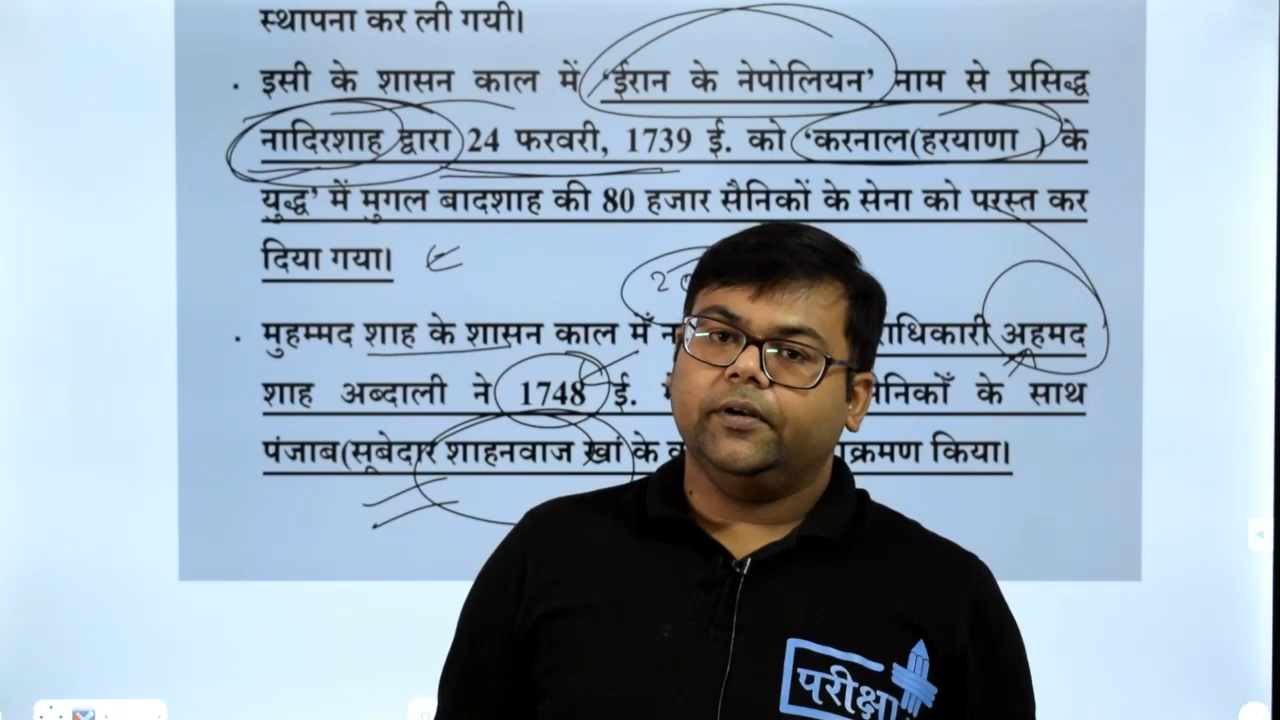 स्थापना कर ली गयी।
. इसी के शासन काल में ‘ईरान के नेपोलियन’ नाम से प्रसिद्ध
नादिरशाह द्वारा 24 फरवरी, 1739 ई. को ‘करनाल(हरयाणा ) के
युद्ध’ में मुगल बादशाह की 80 हजार सैनिकों के सेना को परस्त कर
दिया गया।
. मुहम्मद शाह के शासन काल में अहमद
शाह अब्दाली ने 1748 ई. के साथ
पंजाब(सूबेदार शाहनवाज खां के किया।
परीक्षा